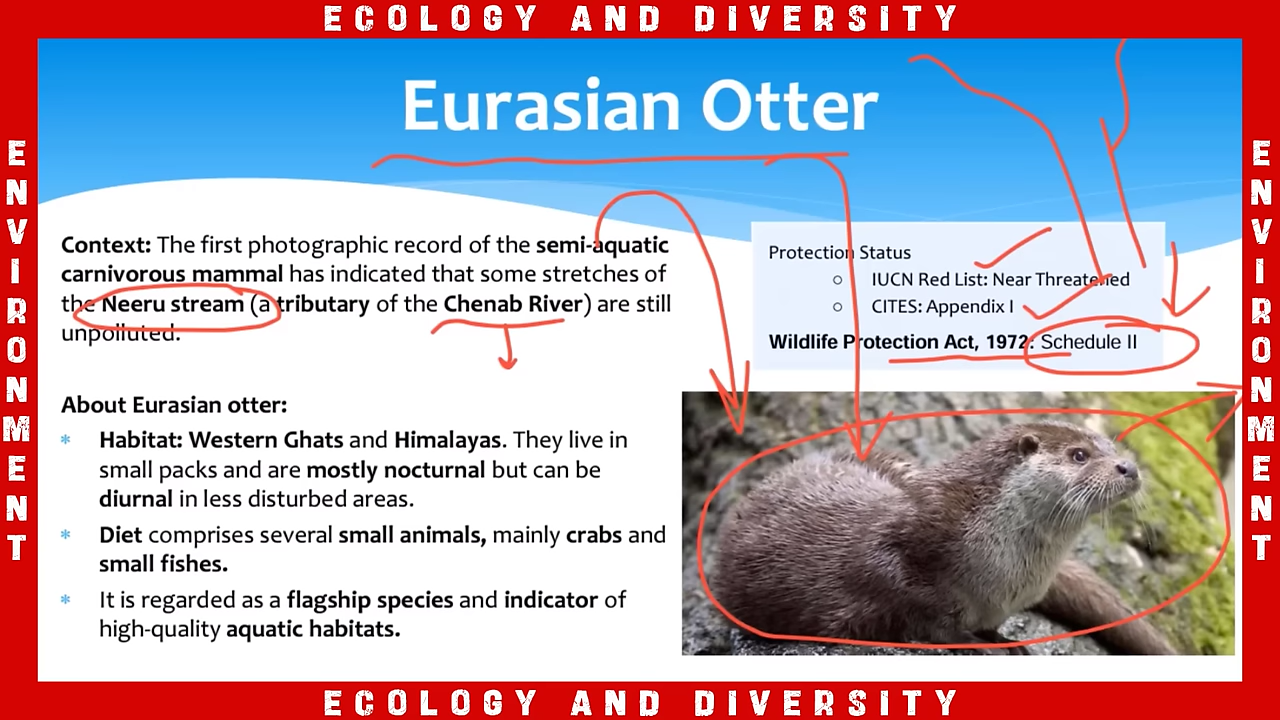 ECOLOGY AND DIVERSITY
ENVIRONMENT
ENVIRONMENT
Eurasian Otter
Context: The first photographic record of the semi-aquatic
carnivorous mammal has indicated that some stretches of
the Neeru stream (a tributary of the Chenab River) are still
unpolluted.
Protection Status
IUCN Red List: Near Threatened
CITES: Appendix I
Wildlife Protection Act, 1972: Schedule II
About Eurasian otter:
Habitat: Western Ghats and Himalayas. They live in
small packs and are mostly nocturnal but can be
diurnal in less disturbed areas.
Diet comprises several small animals, mainly crabs and
small fishes.
It is regarded as a flagship species and indicator of
high-quality aquatic habitats.
ECOLOGY AND DIVERSITY